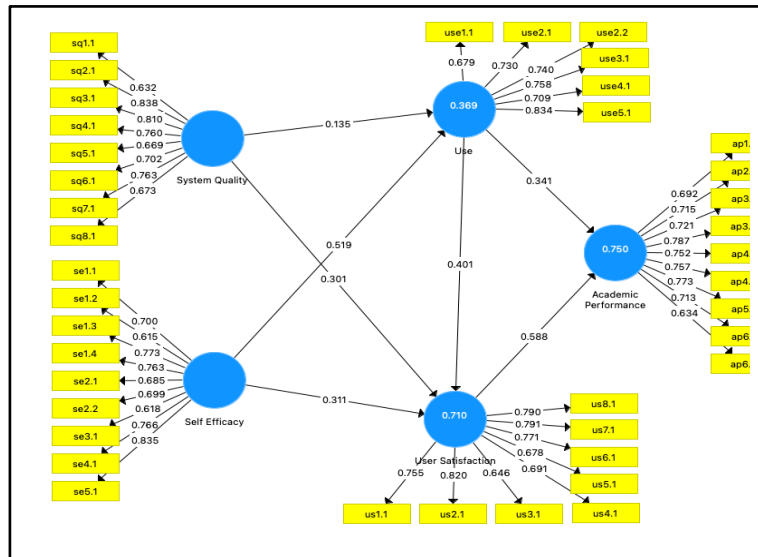 sq1.1
sq2.1
sq3.1
sq4.1
sq5.1
sq6.1
sq7.1
sq8.1
0.632
0.838
0.810
0.760
0.669
0.702
0.763
0.673
System Quality
se1.1
se1.2
se1.3
se1.4
se2.1
se2.2
se3.1
se4.1
se5.1
0.700
0.615
0.773
0.763
0.685
0.699
0.618
0.766
0.835
Self Efficacy
0.135
0.519
0.301
0.311
use1.1
use2.1
use2.2
use3.1
use4.1
use5.1
0.679
0.730
0.740
0.758
0.709
0.834
0.369
Use
0.401
0.341
0.588
0.710
User Satisfaction
0.790
0.791
0.771
0.678
0.691
0.755
0.820
0.646
us8.1
us7.1
us6.1
us5.1
us4.1
us1.1
us2.1
us3.1
0.750
Academic
Performance
0.692
0.715
0.721
0.787
0.752
0.757
0.773
0.713
0.634
ap1.
ap2.
ap3.
ap3.
ap4.
ap4.
ap5.
ap6.
ap6.